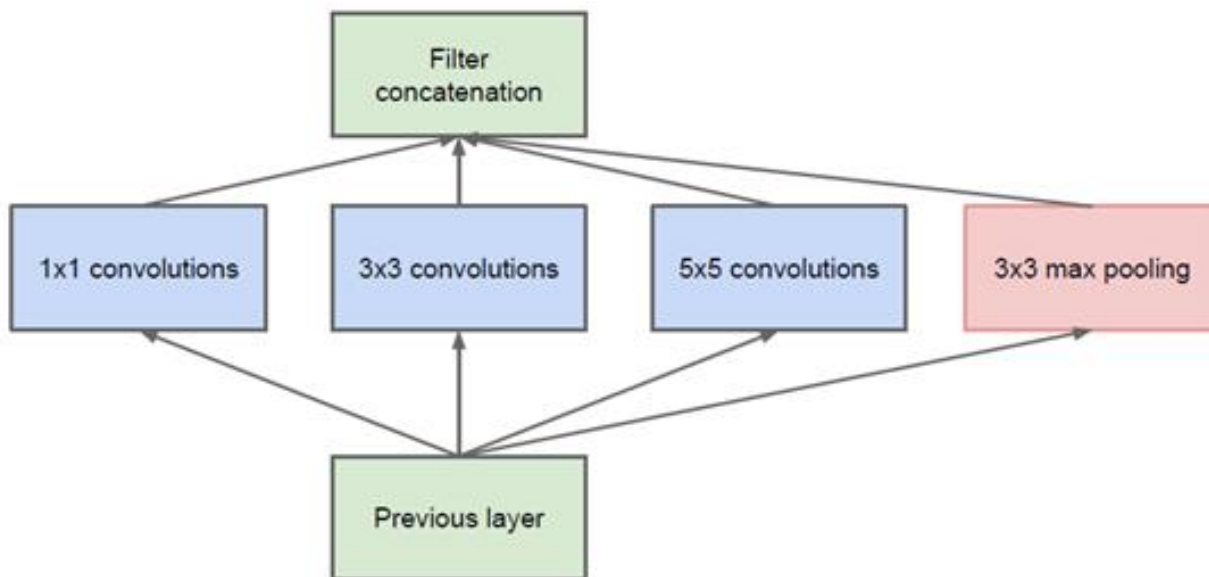 Filter
concatenation
1x1 convolutions
3x3 convolutions
5x5 convolutions
3x3 max pooling
Previous layer